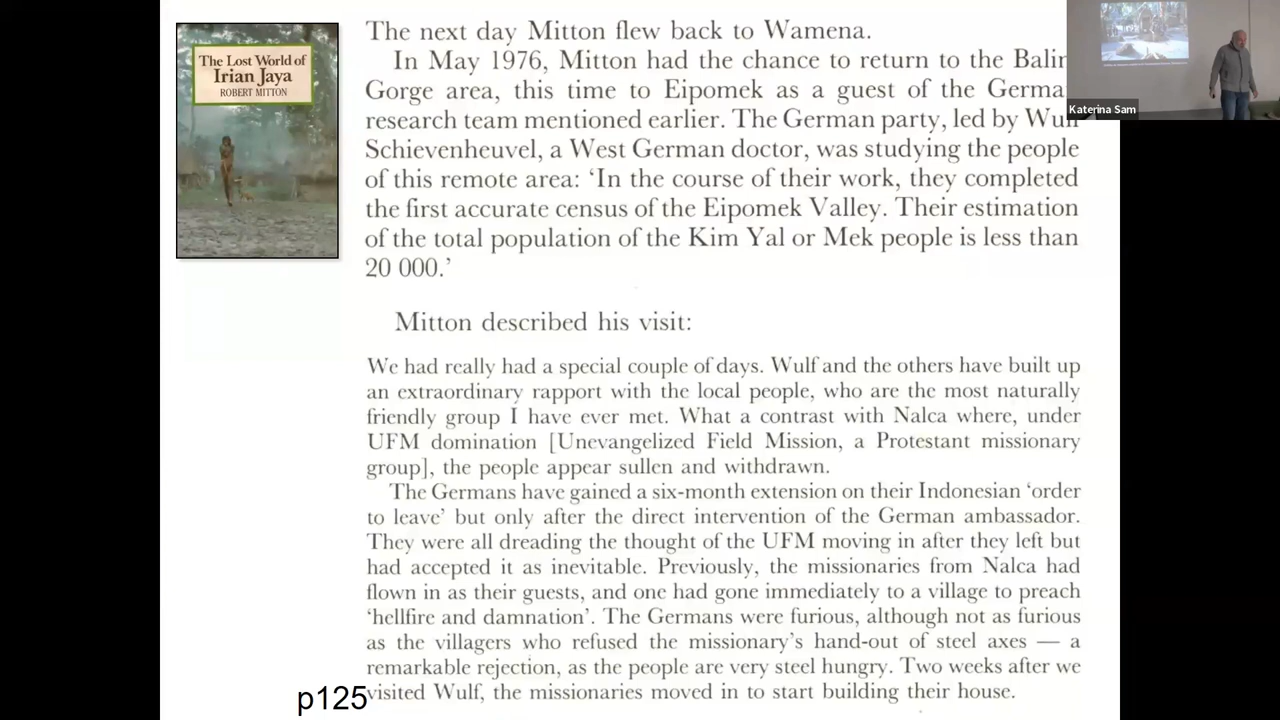 The Lost World of
Irian Jaya
ROBERT MITTON
The next day Mitton flew back to Wamena.
In May 1976, Mitton had the chance to return to the Balim
Gorge area, this time to Eipomek as a guest of the German
research team mentioned earlier. The German party, led by Wulf
Schievenheuvel, a West German doctor, was studying the people
of this remote area: ‘In the course of their work, they completed
the first accurate census of the Eipomek Valley. Their estimation
of the total population of the Kim Yal or Mek people is less than
20 000.’
Mitton described his visit:
We had really had a special couple of days. Wulf and the others have built up
an extraordinary rapport with the local people, who are the most naturally
friendly group I have ever met. What a contrast with Nalca where, under
UFM domination [Unevangelized Field Mission, a Protestant missionary
group], the people appear sullen and withdrawn.
The Germans have gained a six-month extension on their Indonesian ‘order
to leave’ but only after the direct intervention of the German ambassador.
They were all dreading the thought of the UFM moving in after they left but
had accepted it as inevitable. Previously, the missionaries from Nalca had
flown in as their guests, and one had gone immediately to a village to preach
‘hellfire and damnation’. The Germans were furious, although not as furious
as the villagers who refused the missionary’s hand-out of steel axes — a
remarkable rejection, as the people are very steel hungry. Two weeks after we
visited Wulf, the missionaries moved in to start building their house.
p125
Katerina Sam